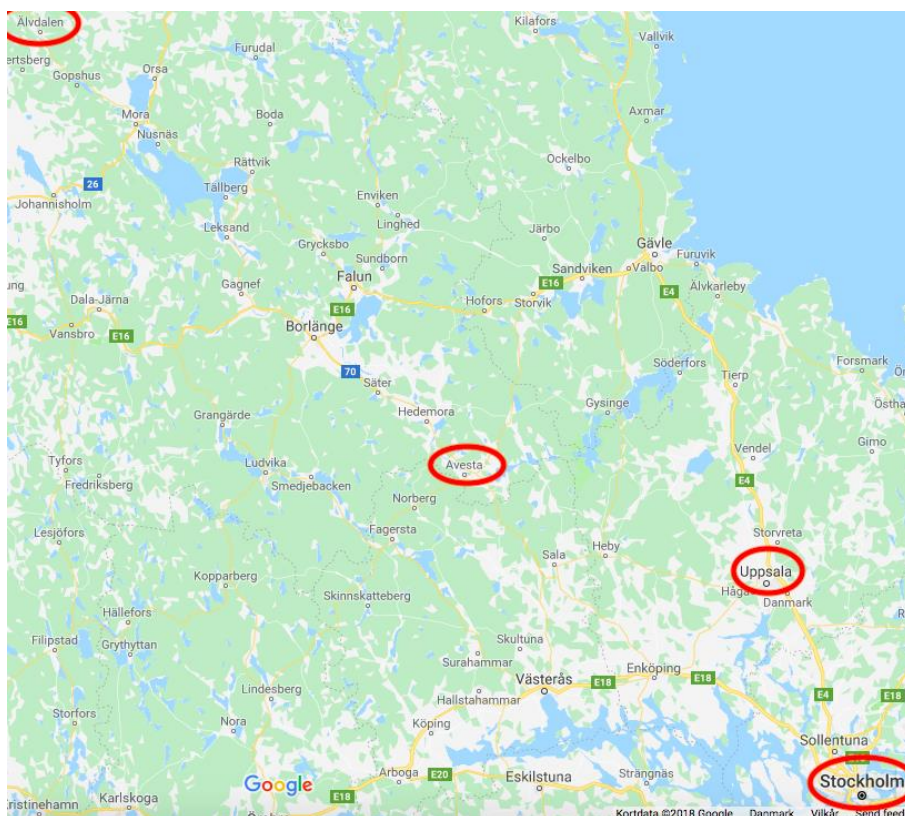 Älvdalen
Kilafors
Vallvik
Furudal
ertsberg
Gopshus
Orsa
Axmar
Mora
Boda
Nusnäs
Ockelbo
Rättvik
26
Tällberg
Enviken
Johannisholm
Linghed
Leksand
Järbo
Grycksbo
Gävle
Sundborn
Furuvik
Sandviken
Valbo
Falun
ung
Gagnef
E16
Älvkarleby
Dala-Järna
Hofors
Storvik
E4
E16
E16
Borlänge
E16
Vansbro
Söderfors
Forsmark
70
Säter
Tierp
Ö
Gysinge
Östha
Hedemora
Grangärde
Gimo
Vendel
Avesta
Tyfors
Ludvika
Fredriksberg
Smedjebacken
E4
Norberg
Fagersta
Storvreta
Lesjöfors
Heby
Sala
Uppsala
Kopparberg
Håga
Skinnskatteberg
Danmark
Hällefors
Filipstad
Grythyttan
Skultuna
Surahammar
Enköping
Västerås
E18
E18
Lindesberg
E4
E18
Hallstahammar
Storfors
Nora
Köping
Sollentuna
Arboga
E20
Eskilstuna
Strängnäs
Stockholm
Google
E18
Karlskoga
Kristinehamn
Kortdata ©2018 Google Danmark Vilkår Send feed